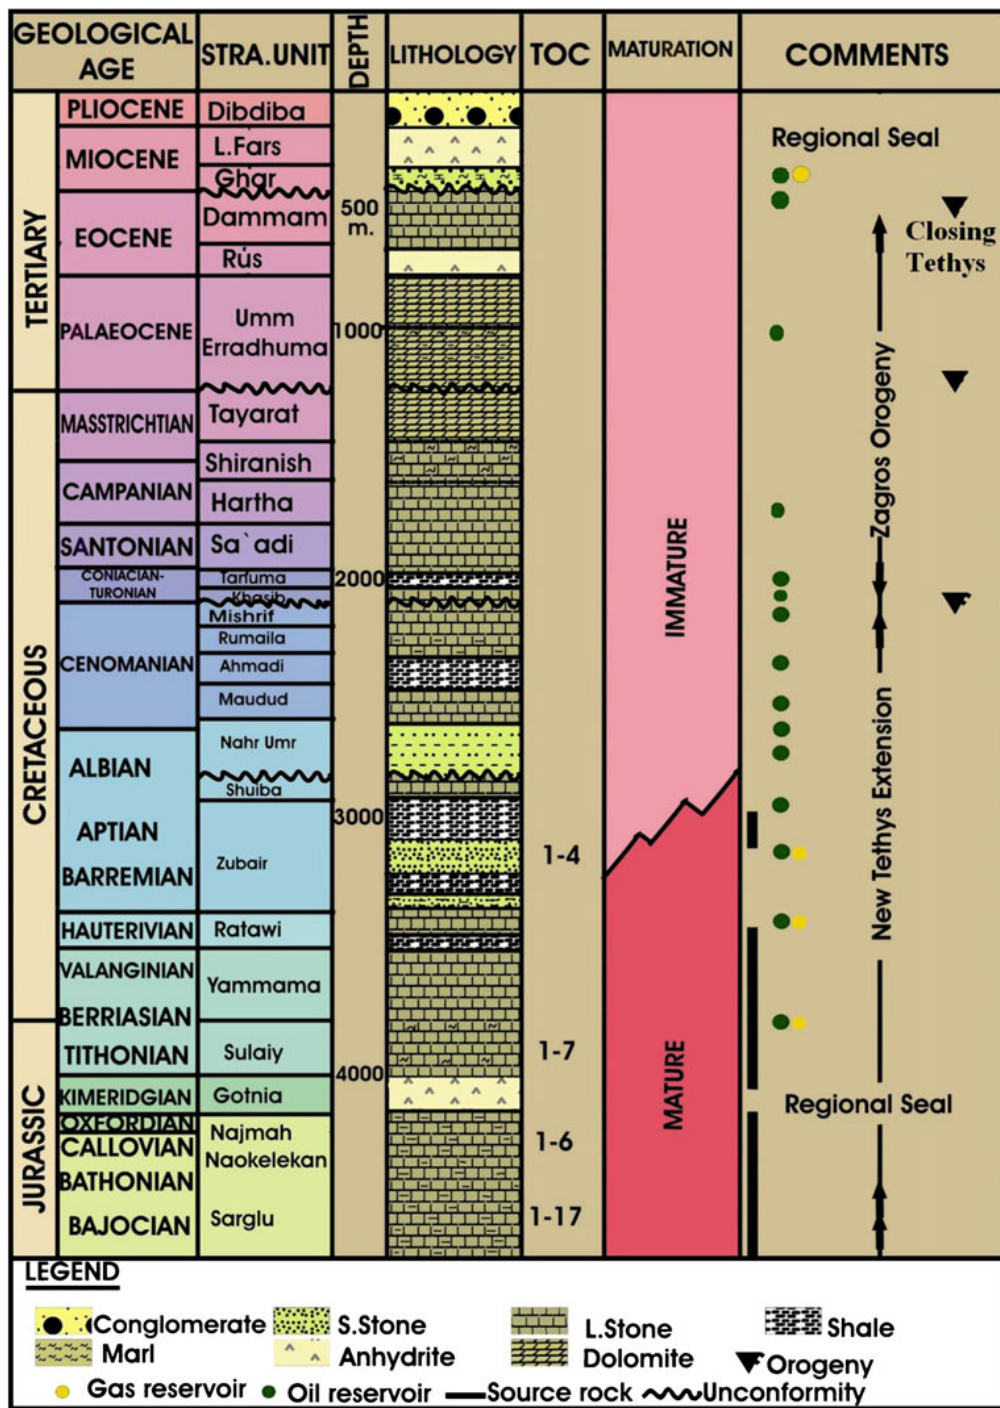 GEOLOGICAL AGE
STRA.UNIT
DEPTH
LITHOLOGY
TOC
MATURATION
COMMENTS
TERTIARY
CRETACEOUS
JURASSIC
PLIOCENE
MIOCENE
EOCENE
PALAEOCENE
MASSTRICHTIAN
CAMPANIAN
SANTONIAN
CONIACIAN-
TURONIAN
CENOMANIAN
ALBIAN
APTIAN
BARREMIAN
HAUTERIVIAN
VALANGINIAN
BERRIASIAN
TITHONIAN
KIMERIDGIAN
OXFORDIAN
CALLOVIAN
BATHONIAN
BAJOCIAN
Dibdiba
L.Fars
Ghar
Dammam
Rus
Umm
Erradhuma
Tayarat
Shiranish
Hartha
Sa`adi
Tanuma
Khasib
Mishrif
Rumaila
Ahmadi
Maudud
Nahr Umr
Shuiba
Zubair
Ratawi
Yammama
Sulaiy
Gotnia
Najmah
Naokelekan
Sarglu
500
m.
1000
2000
3000
4000
1-4
1-7
1-6
1-17
IMMATURE
MATURE
Regional Seal
Closing
Tethys
Zagros Orogeny
New Tethys Extension
Regional Seal
LEGEND
Conglomerate
S.Stone
L.Stone
Shale
Marl
Anhydrite
Dolomite
Orogeny
Gas reservoir
Oil reservoir
Source rock
Unconformity